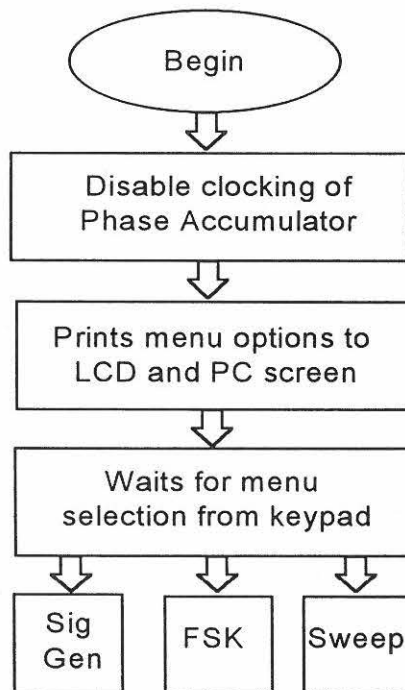 Begin
Disable clocking of
Phase Accumulator
Prints menu options to
LCD and PC screen
Waits for menu
selection from keypad
Sig
Gen
FSK
Sweep